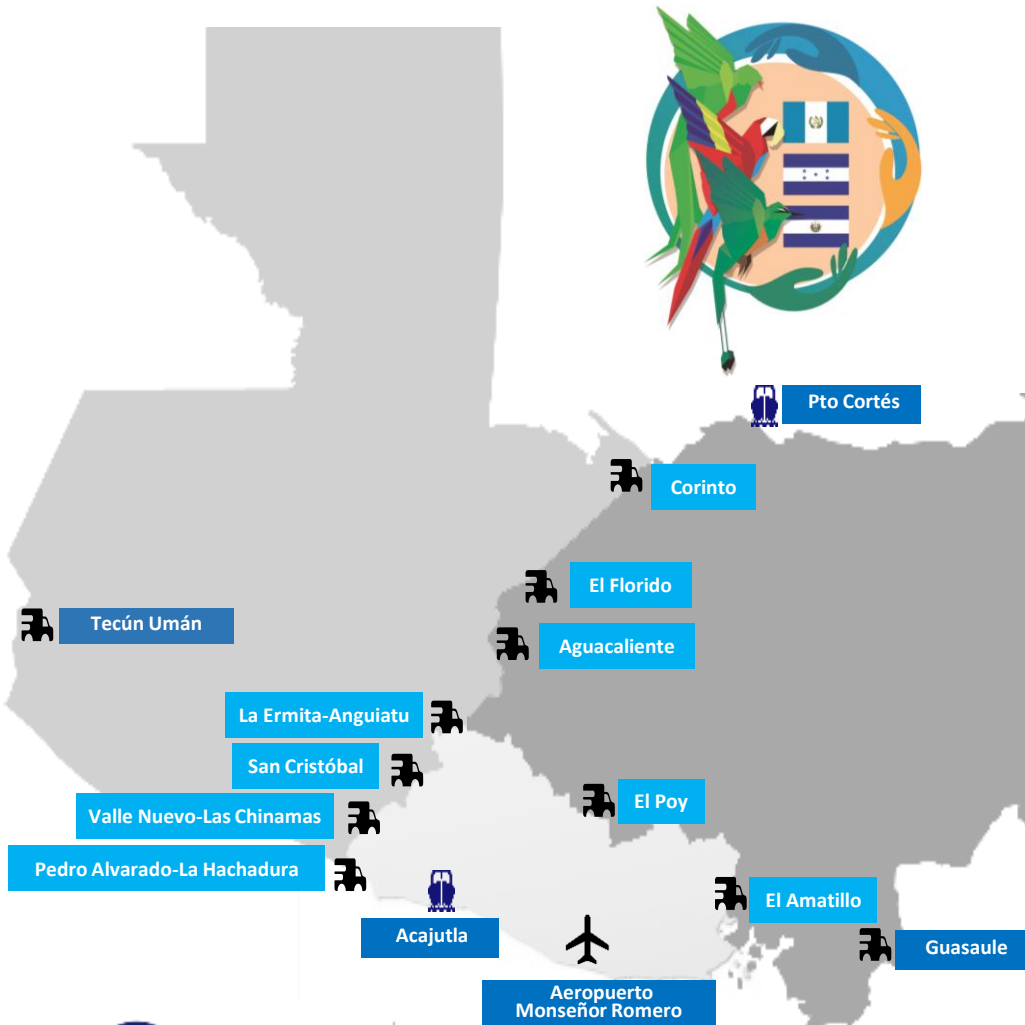 Pto Cortés
Corinto
El Florido
Tecún Umán
Aguacaliente
La Ermita-Anguiatu
San Cristóbal
El Poy
Valle Nuevo-Las Chinamas
Pedro Alvarado-La Hachadura
El Amatillo
Acajutla
Guasaule
Aeropuerto
Monseñor Romero